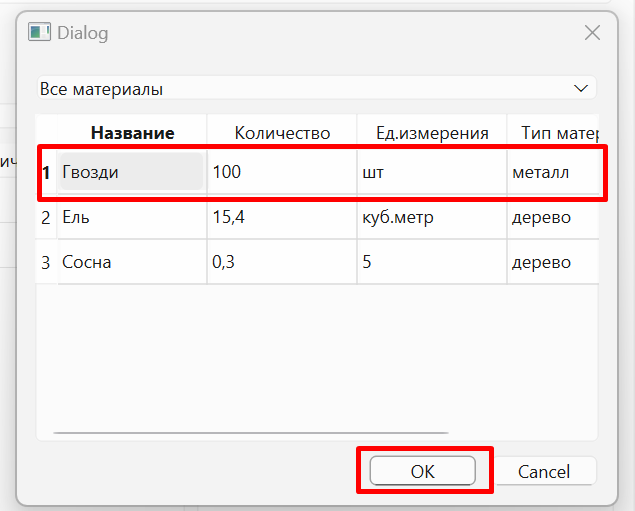 Dialog
Все материалы
Название Количество Ед.измерения Тип матер
ич
1 Гвозди 100 шт металл
2 Ель 15,4 куб.метр дерево
3 Сосна 0,3 5 дерево
OK Cancel